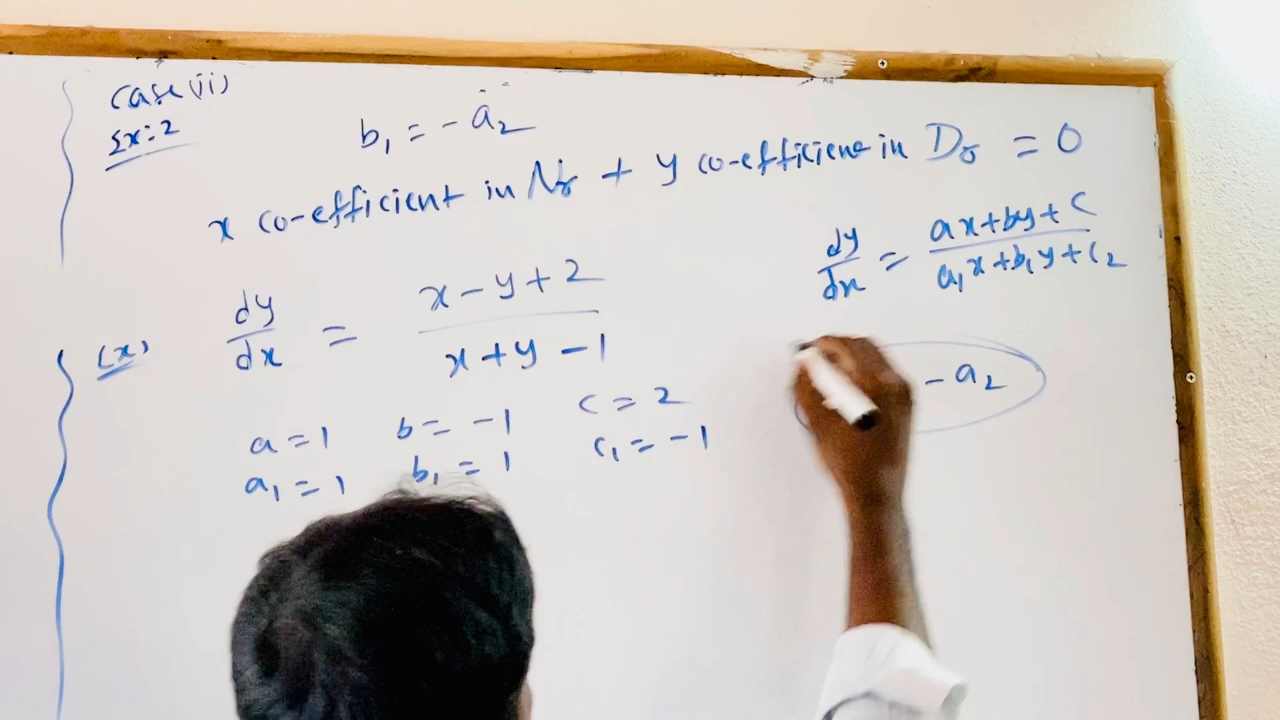 Case (ii)
Ex: 2
b₁ = -a₂
x co-efficient in Nr + y co-efficient in Dr = 0
dy/dx = (ax+by+c)/(a₁x+b₁y+c₂)
(x) dy/dx = (x-y+2)/(x+y-1)
-a₂
a=1 b=-1 c=2
a₁=1 b₁=1 c₁=-1